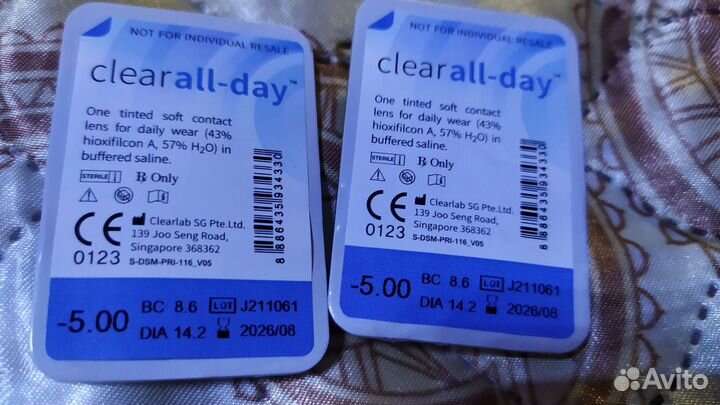 NOT FOR INDIVIDUAL RESALE
clearall-day™
One tinted soft contact
lens for daily wear (43%
hioxifilcon A, 57% H₂O) in
buffered saline.
STERILE
Rx Only
Clearlab SG Pte.Ltd.
139 Joo Seng Road,
Singapore 368362
CE
0123
S-DSM-PRI-116_V05
8886435934330
-5.00
BC 8.6 LOT J211061
DIA 14.2 2026/08
NOT FOR INDIVIDUAL RESALE
clearall-day™
One tinted soft contact
lens for daily wear (43%
hioxifilcon A, 57% H₂O) in
buffered saline.
STERILE
Rx Only
Clearlab SG Pte.Ltd.
139 Joo Seng Road,
Singapore 368362
CE
0123
S-DSM-PRI-116_V05
8886435934330
-5.00
BC 8.6 LOT J211061
DIA 14.2 2026/08
Avito